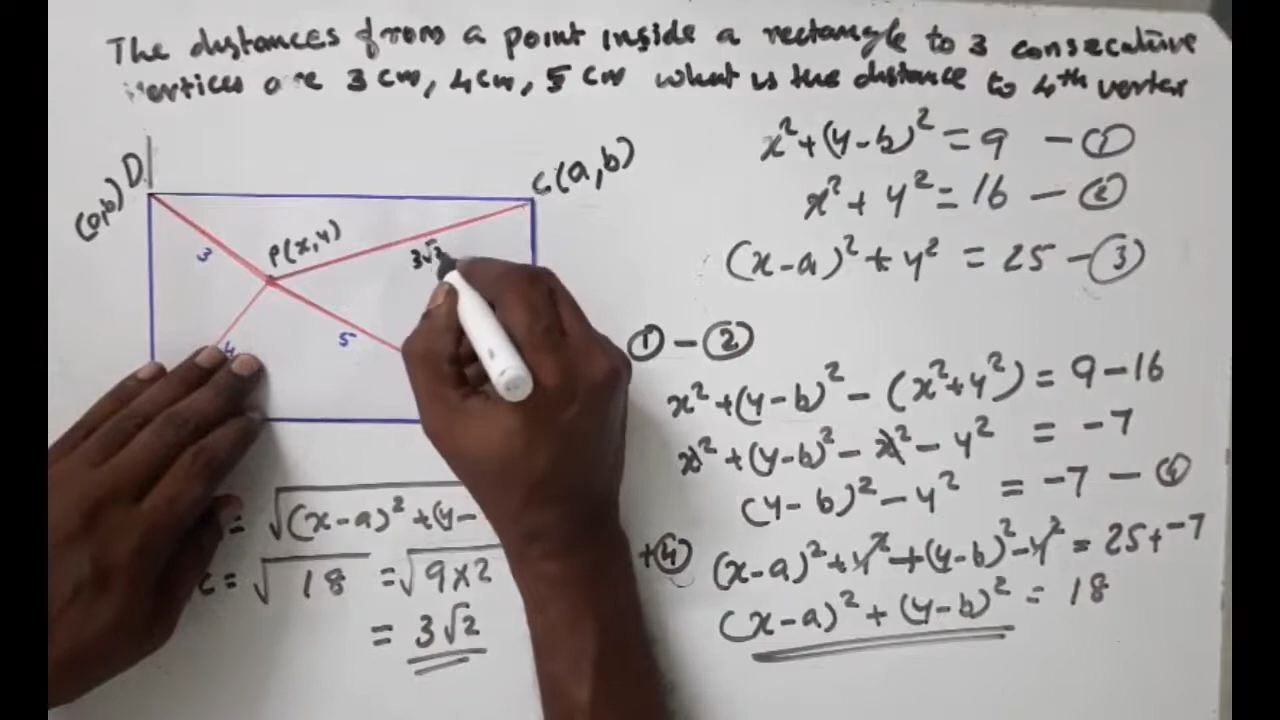 The distances from a point inside a rectangle to 3 consecutive
vertices are 3 cm, 4 cm, 5 cm what is the distance to 4th vertex
D
C(a,b)
P(x,y)
3
3√2
4
5
x² + (y-b)² = 9 — ①
x² + y² = 16 — ②
(x-a)² + y² = 25 — ③
① - ②
x² + (y-b)² - (x² + y²) = 9 - 16
x² + (y-b)² - x² - y² = -7
(y-b)² - y² = -7 — ④
+④ (x-a)² + y² + (y-b)² - y² = 25 + -7
(x-a)² + (y-b)² = 18
= √(x-a)² + (y-
c = √18 = √9×2
= 3√2